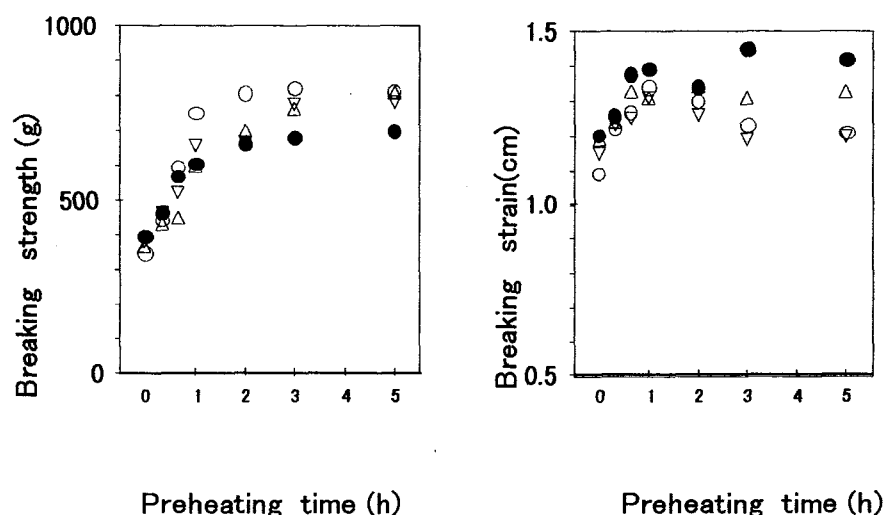 Breaking strength (g)
1000
500
0
0 1 2 3 4 5
Preheating time (h)
Breaking strain(cm)
1.5
1.0
0.5
0 1 2 3 4 5
Preheating time (h)